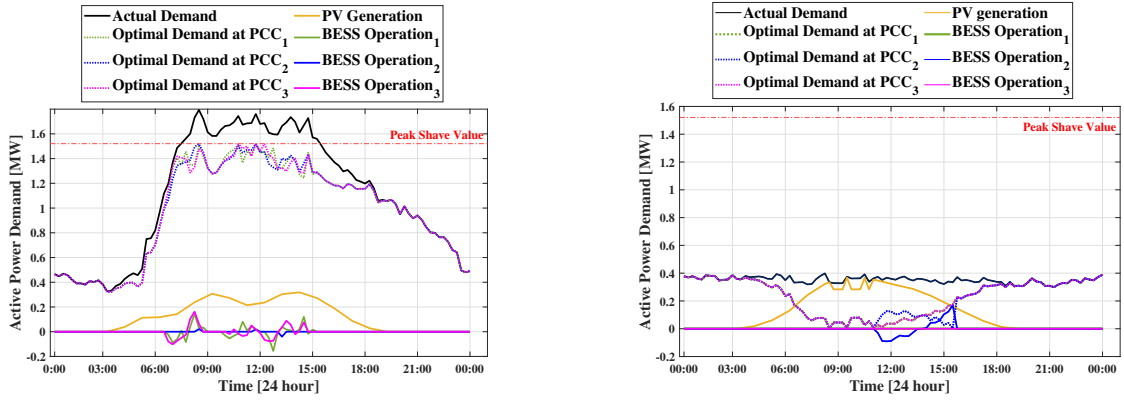 Actual Demand
PV Generation
Optimal Demand at PCC1
BESS Operation1
Optimal Demand at PCC2
BESS Operation2
Optimal Demand at PCC3
BESS Operation3
Active Power Demand [MW]
1.6
1.4
1.2
1
0.8
0.6
0.4
0.2
0
-0.2
Peak Shave Value
0:00
03:00
06:00
09:00
12:00
15:00
18:00
21:00
00:00
Time [24 hour]
Actual Demand
PV generation
Optimal Demand at PCC1
BESS Operation1
Optimal Demand at PCC2
BESS Operation2
Optimal Demand at PCC3
BESS Operation3
Active Power Demand [MW]
1.6
1.4
1.2
1
0.8
0.6
0.4
0.2
0
-0.2
Peak Shave Value
0:00
03:00
06:00
09:00
12:00
15:00
18:00
21:00
00:00
Time [24 hour]